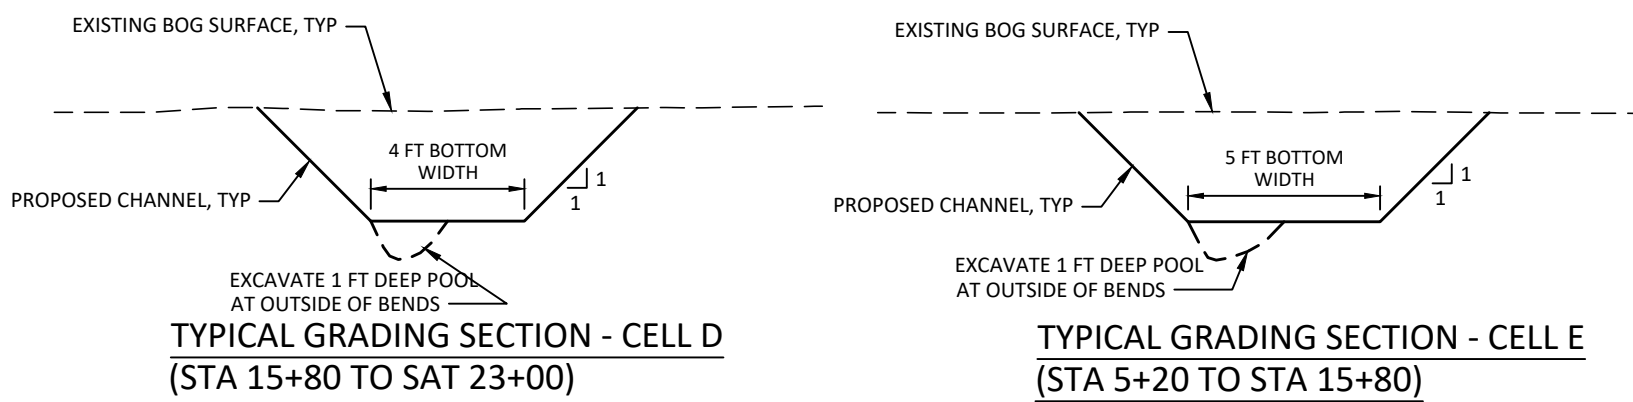 EXISTING BOG SURFACE, TYP
4 FT BOTTOM
WIDTH
1
1
PROPOSED CHANNEL, TYP
EXCAVATE 1 FT DEEP POOL
AT OUTSIDE OF BENDS
TYPICAL GRADING SECTION - CELL D
(STA 15+80 TO SAT 23+00)
EXISTING BOG SURFACE, TYP
5 FT BOTTOM
WIDTH
1
1
PROPOSED CHANNEL, TYP
EXCAVATE 1 FT DEEP POOL
AT OUTSIDE OF BENDS
TYPICAL GRADING SECTION - CELL E
(STA 5+20 TO STA 15+80)